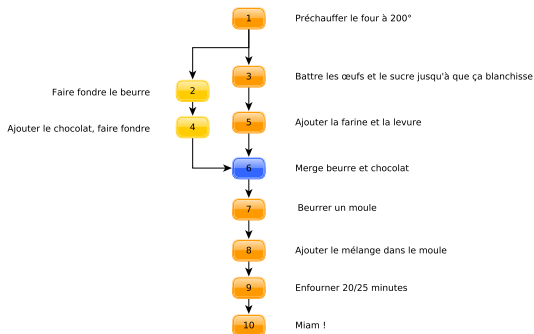 1 Préchauffer le four à 200°
Faire fondre le beurre 2
3 Battre les œufs et le sucre jusqu'à que ça blanchisse
Ajouter le chocolat, faire fondre 4
5 Ajouter la farine et la levure
6 Merge beurre et chocolat
7 Beurrer un moule
8 Ajouter le mélange dans le moule
9 Enfourner 20/25 minutes
10 Miam !